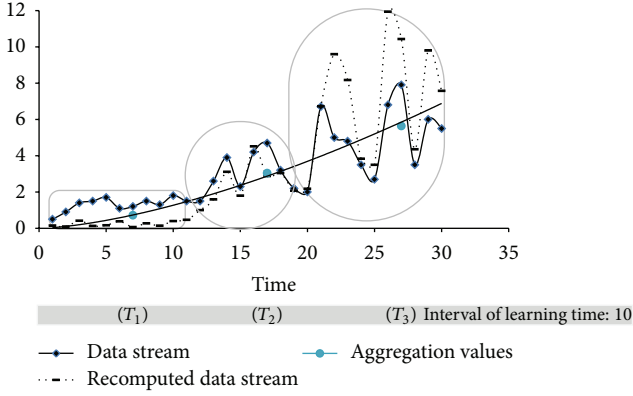 12
10
8
6
4
2
0
0 5 10 15 20 25 30 35
Time
(T1) (T2) (T3) Interval of learning time: 10
Data stream Aggregation values
Recomputed data stream